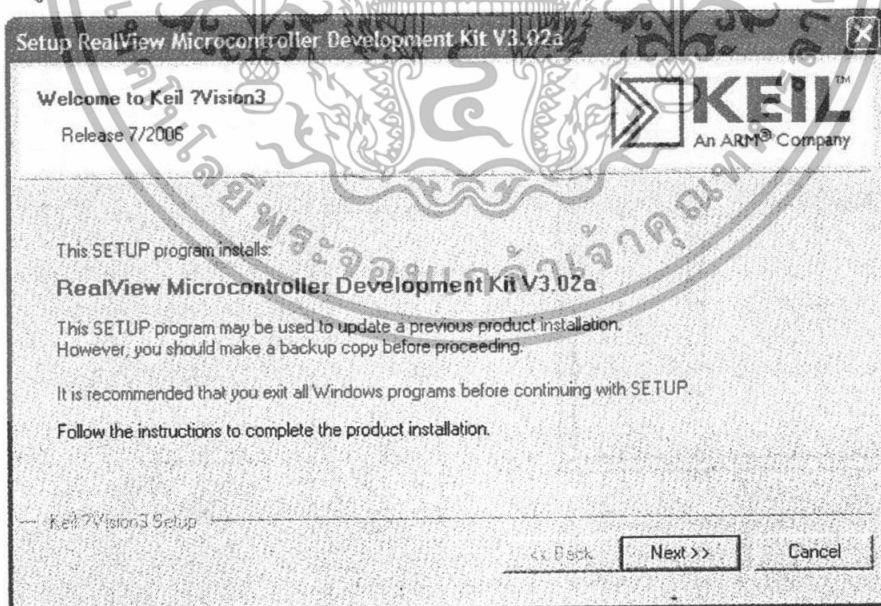 Setup RealView Microcontroller Development Kit V3.02a
Welcome to Keil ?Vision3
Release 7/2006
KEIL™
An ARM® Company
This SETUP program installs:
RealView Microcontroller Development Kit V3.02a
This SETUP program may be used to update a previous product installation.
However, you should make a backup copy before proceeding.
It is recommended that you exit all Windows programs before continuing with SETUP.
Follow the instructions to complete the product installation.
Keil ?Vision3 Setup
<< Back
Next >>
Cancel